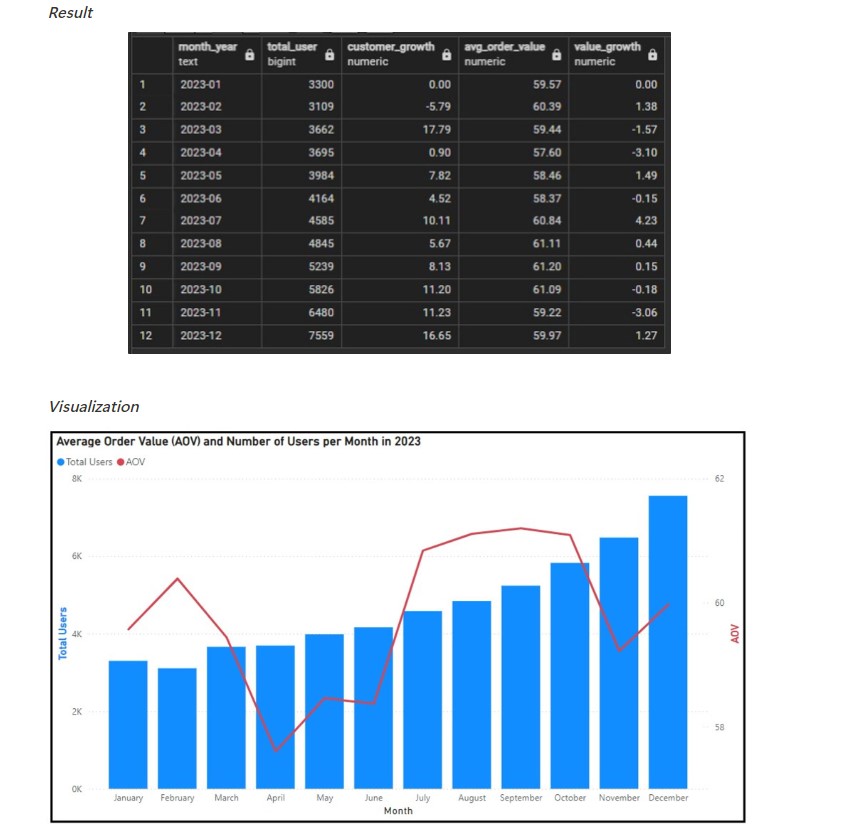 Result
month_year total_user customer_growth avg_order_value value_growth
text bigint numeric numeric numeric
1 2023-01 3300 0.00 59.57 0.00
2 2023-02 3109 -5.79 60.39 1.38
3 2023-03 3662 17.79 59.44 -1.57
4 2023-04 3695 0.90 57.60 -3.10
5 2023-05 3984 7.82 58.46 1.49
6 2023-06 4164 4.52 58.37 -0.15
7 2023-07 4585 10.11 60.84 4.23
8 2023-08 4845 5.67 61.11 0.44
9 2023-09 5239 8.13 61.20 0.15
10 2023-10 5826 11.20 61.09 -0.18
11 2023-11 6480 11.23 59.22 -3.06
12 2023-12 7559 16.65 59.97 1.27
Visualization
Average Order Value (AOV) and Number of Users per Month in 2023
Total Users AOV
8K 62
6K
60
4K
2K
58
0K
Total Users
AOV
January February March April May June July August September October November December
Month